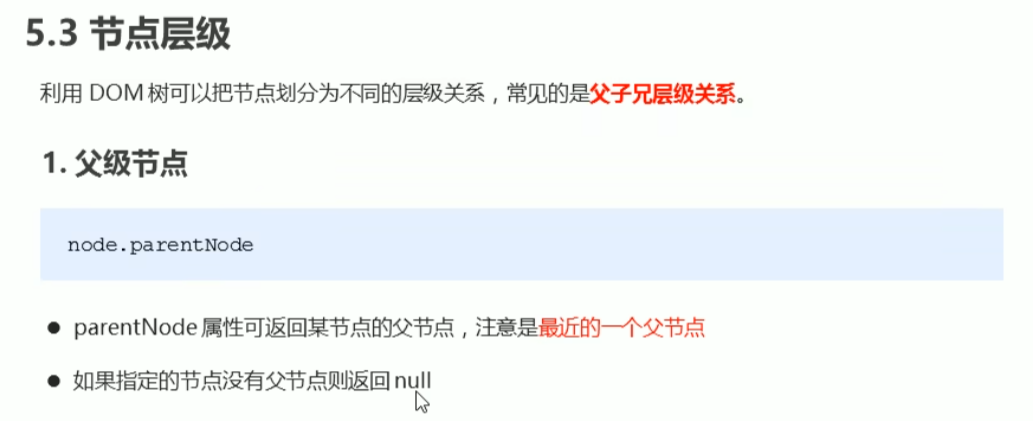 5.3 节点层级
利用 DOM 树可以把节点划分为不同的层级关系，常见的是父子兄层级关系。
1. 父级节点
node.parentNode
● parentNode 属性可返回某节点的父节点，注意是最近的一个父节点
● 如果指定的节点没有父节点则返回 null